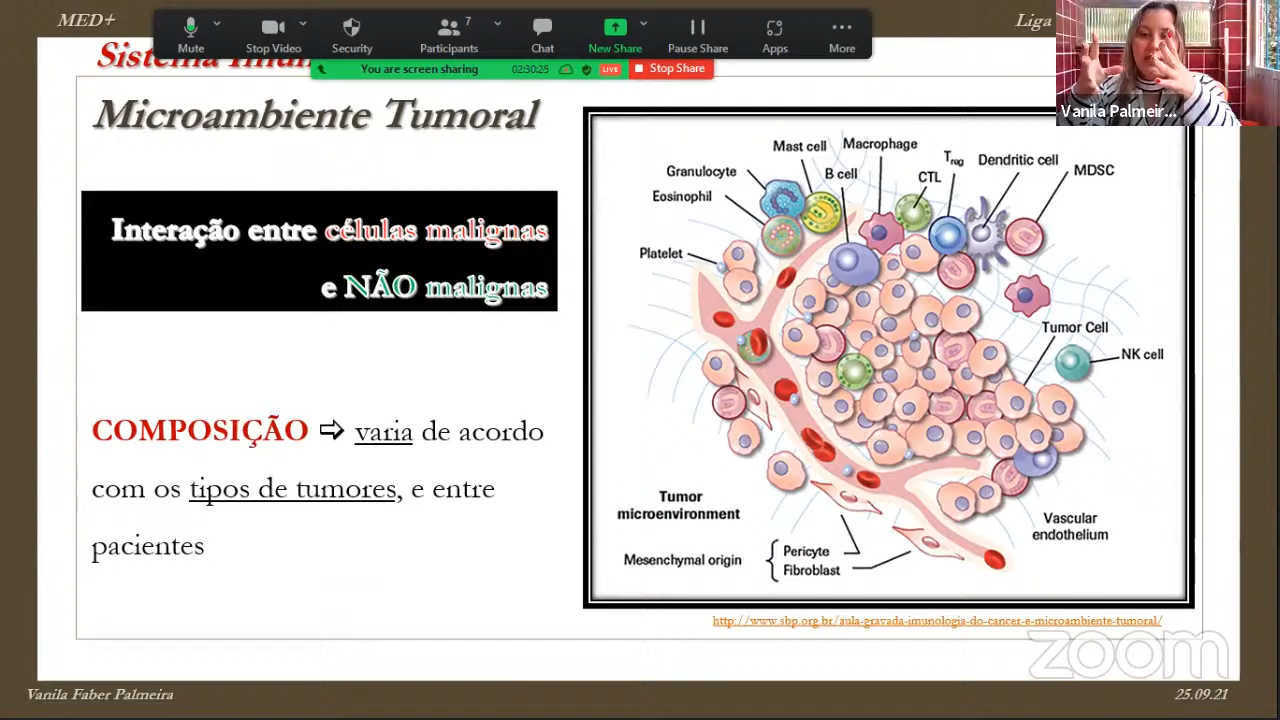 MED+
Liga
Mute
Stop Video
Security
Participants
7
Chat
New Share
Pause Share
Apps
More
You are screen sharing
02:30:25
LIVE
Stop Share
Vanila Palmeir...
Microambiente Tumoral
Interação entre células malignas
e NÃO malignas
COMPOSIÇÃO ⇨ varia de acordo
com os tipos de tumores, e entre
pacientes
Mast cell
Macrophage
Granulocyte
B cell
Treg
Dendritic cell
CTL
MDSC
Eosinophil
Platelet
Tumor Cell
NK cell
Tumor
microenvironment
Vascular
endothelium
Mesenchymal origin
Pericyte
Fibroblast
http://www.sbp.org.br/aula-gravada-imunologia-do-cancer-e-microambiente-tumoral/
zoom
Vanila Faber Palmeira
25.09.21